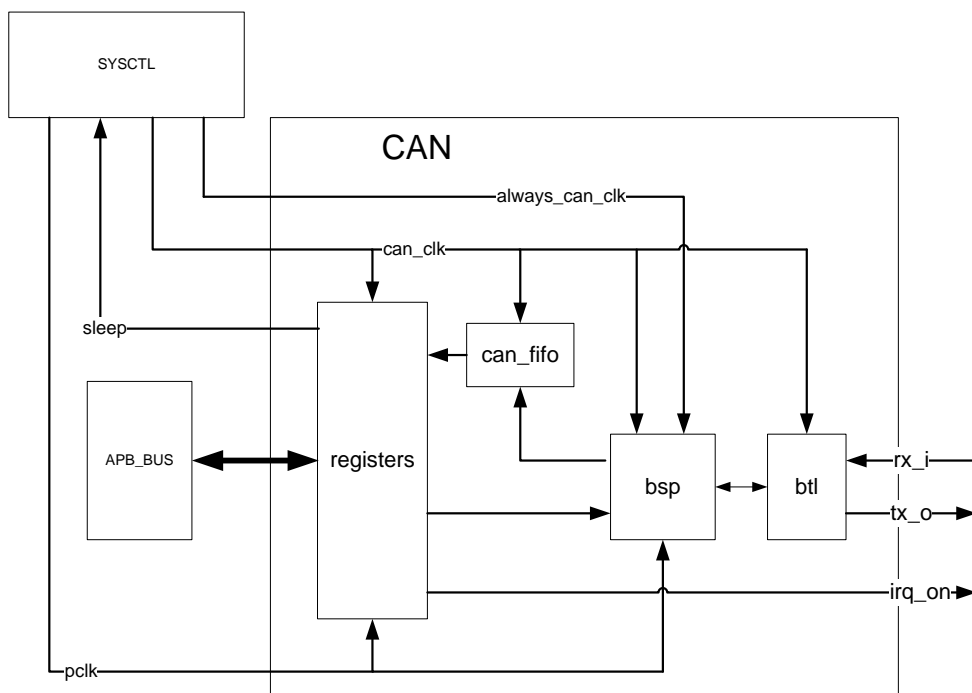 SYSCTL
CAN
always_can_clk
can_clk
sleep
can_fifo
APB_BUS
registers
bsp
btl
rx_i
tx_o
irq_on
pclk